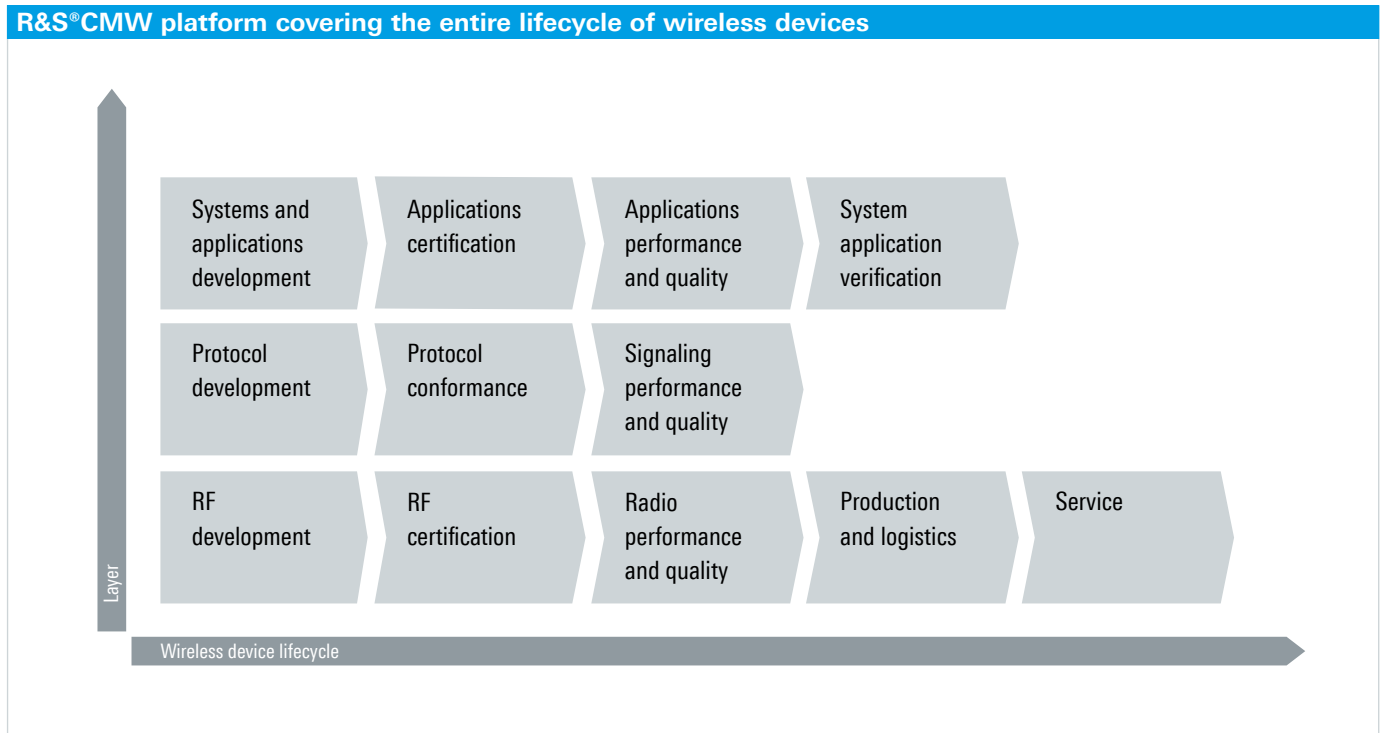 R&S®CMW platform covering the entire lifecycle of wireless devices
Systems and
applications
development
Applications
certification
Applications
performance
and quality
System
application
verification
Protocol
development
Protocol
conformance
Signaling
performance
and quality
RF
development
RF
certification
Radio
performance
and quality
Production
and logistics
Service
Layer
Wireless device lifecycle